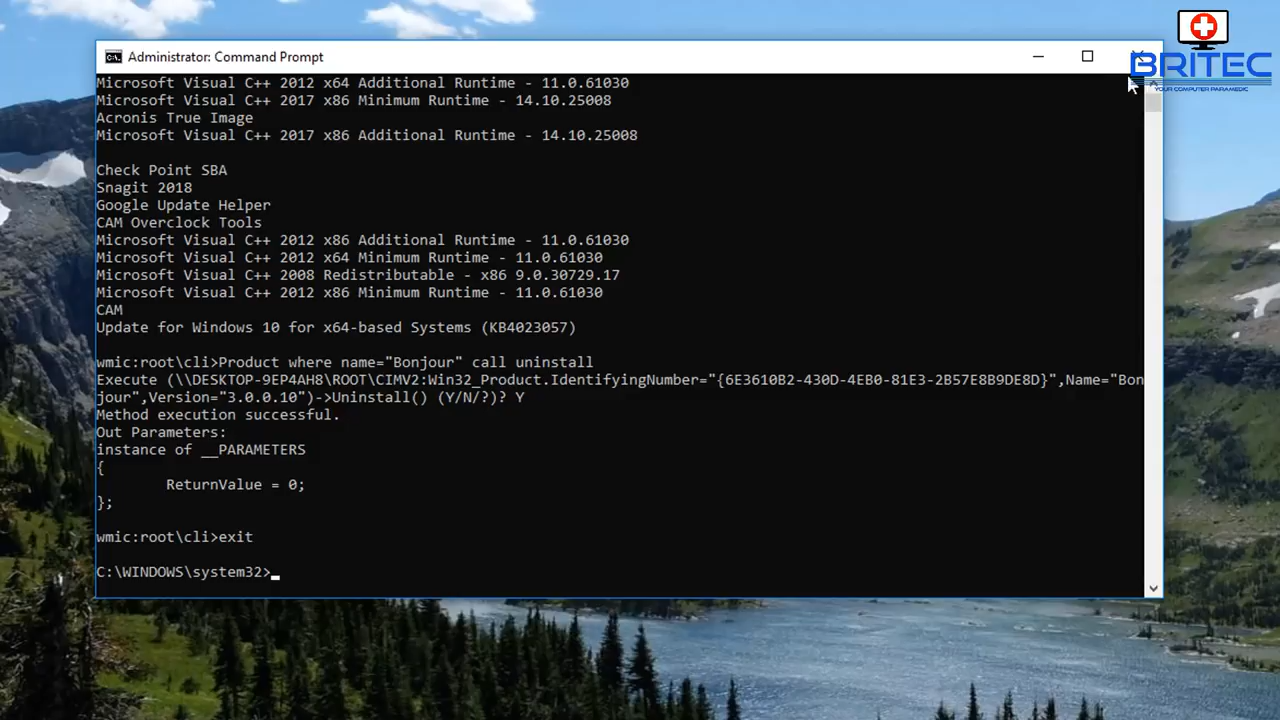 Administrator: Command Prompt
BRITEC
YOUR COMPUTER PARAMEDIC
Microsoft Visual C++ 2012 x64 Additional Runtime - 11.0.61030
Microsoft Visual C++ 2017 x86 Minimum Runtime - 14.10.25008
Acronis True Image
Microsoft Visual C++ 2017 x86 Additional Runtime - 14.10.25008
Check Point SBA
Snagit 2018
Google Update Helper
CAM Overclock Tools
Microsoft Visual C++ 2012 x86 Additional Runtime - 11.0.61030
Microsoft Visual C++ 2012 x64 Minimum Runtime - 11.0.61030
Microsoft Visual C++ 2008 Redistributable - x86 9.0.30729.17
Microsoft Visual C++ 2012 x86 Minimum Runtime - 11.0.61030
CAM
Update for Windows 10 for x64-based Systems (KB4023057)
wmic:root\cli>Product where name="Bonjour" call uninstall
Execute (\\DESKTOP-9EP4AH8\ROOT\CIMV2:Win32_Product.IdentifyingNumber="{6E3610B2-430D-4EB0-81E3-2B57E8B9DE8D}",Name="Bon
jour",Version="3.0.0.10")->Uninstall() (Y/N/?)? Y
Method execution successful.
Out Parameters:
instance of __PARAMETERS
{
ReturnValue = 0;
};
wmic:root\cli>exit
C:\WINDOWS\system32>